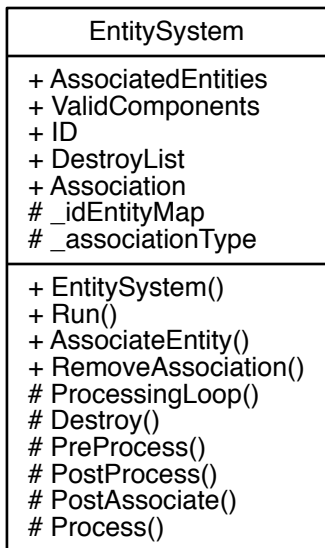 EntitySystem
+ AssociatedEntities
+ ValidComponents
+ ID
+ DestroyList
+ Association
# _idEntityMap
# _associationType
+ EntitySystem()
+ Run()
+ AssociateEntity()
+ RemoveAssociation()
# ProcessingLoop()
# Destroy()
# PreProcess()
# PostProcess()
# PostAssociate()
# Process()